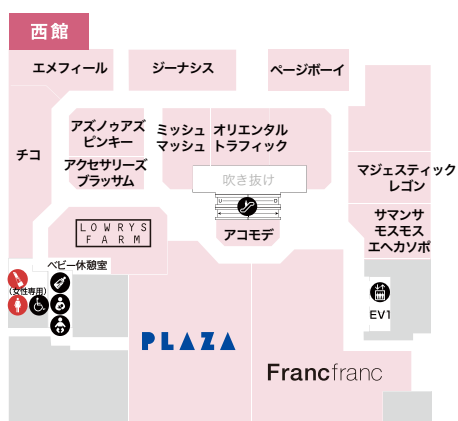 西館
エメフィール
ジーナシス
ページボーイ
アズノゥアズ
ピンキー
ミッシュ
マッシュ
オリエンタル
トラフィック
チコ
アクセサリーズ
ブラッサム
吹き抜け
マジェスティック
レゴン
U
D
LOWRYS
FARM
アコモデ
サマンサ
モスモス
エヘカソポ
ベビー休憩室
(女性専用)
EV1
PLAZA
Francfranc